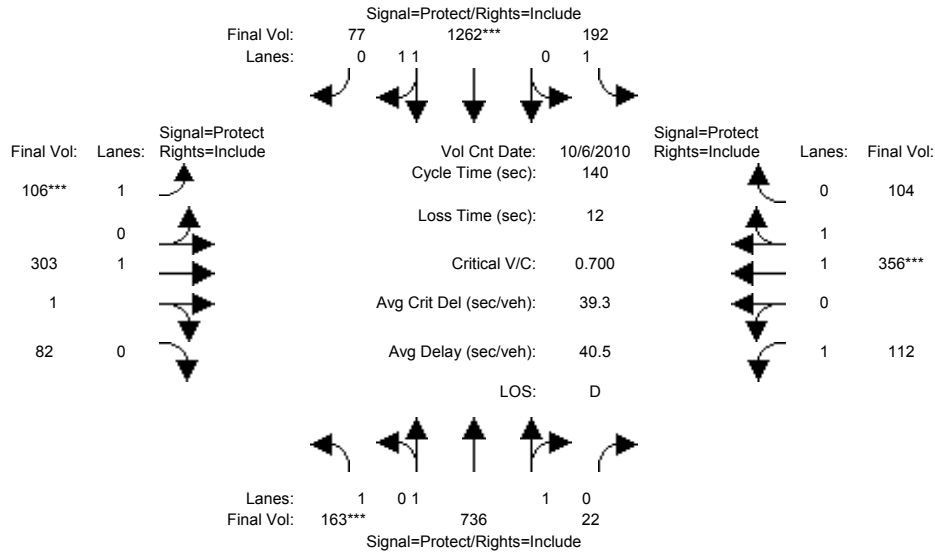 Signal=Protect/Rights=Include
Final Vol: 77 1262*** 192
Lanes: 0 1 1 0 1
Signal=Protect Signal=Protect
Final Vol: Lanes: Rights=Include Vol Cnt Date: 10/6/2010 Rights=Include Lanes: Final Vol:
Cycle Time (sec): 140
106*** 1 0 104
Loss Time (sec): 12
0 1
303 1 Critical V/C: 0.700 1 356***
1 Avg Crit Del (sec/veh): 39.3 0
82 0 Avg Delay (sec/veh): 40.5 1 112
LOS: D
Lanes: 1 0 1 1 0
Final Vol: 163*** 736 22
Signal=Protect/Rights=Include